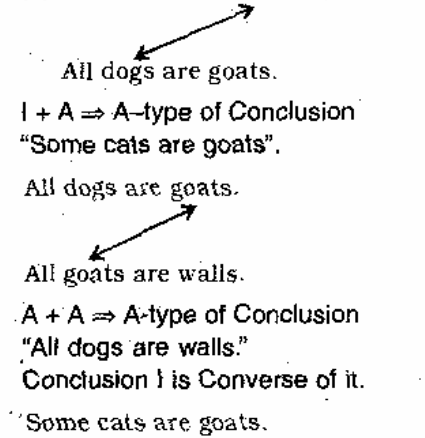 All dogs are goats.
I + A ⇒ A–type of Conclusion
“Some cats are goats”.
All dogs are goats.
All goats are walls.
A + A ⇒ A-type of Conclusion
“All dogs are walls.”
Conclusion I is Converse of it.
Some cats are goats.